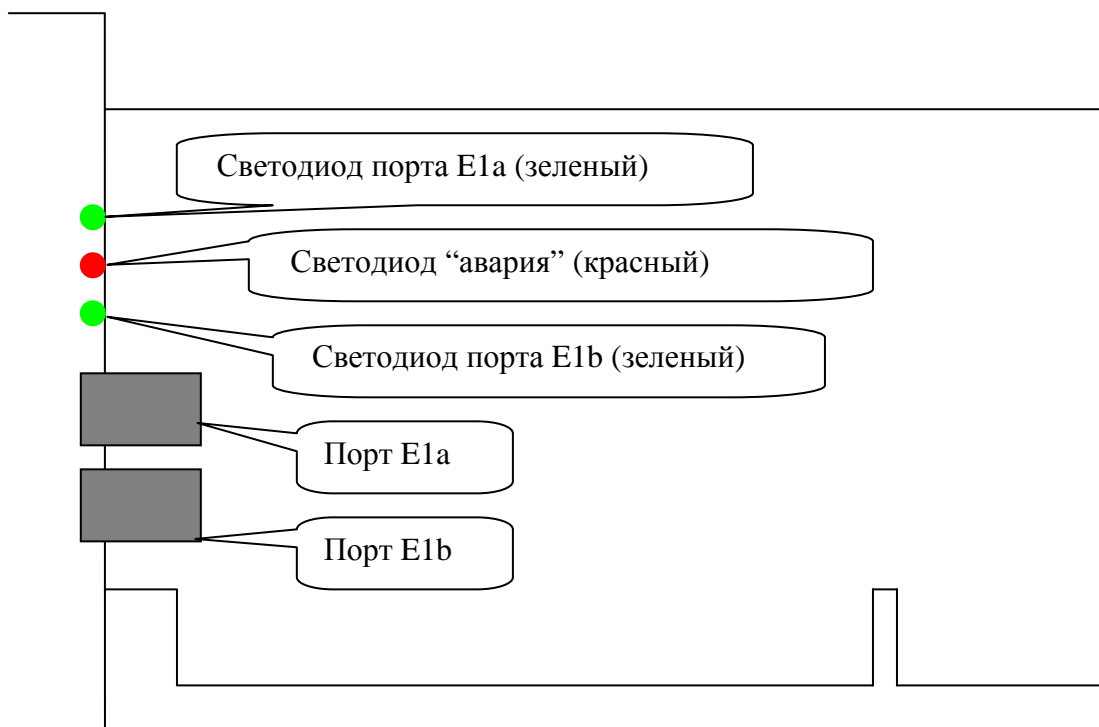 Светодиод порта E1a (зеленый)
Светодиод “авария” (красный)
Светодиод порта E1b (зеленый)
Порт E1a
Порт E1b